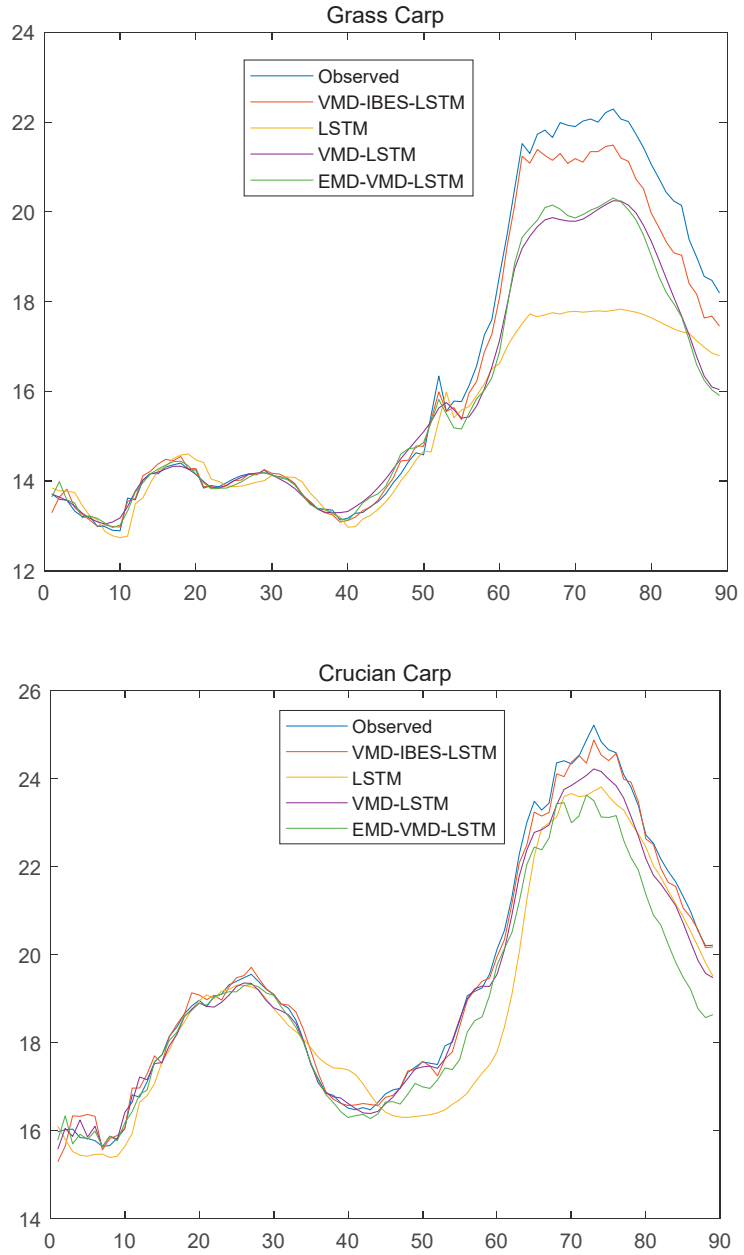 Grass Carp
24
22
20
18
16
14
12
Observed
VMD-IBES-LSTM
LSTM
VMD-LSTM
EMD-VMD-LSTM
0 10 20 30 40 50 60 70 80 90
Crucian Carp
26
24
22
20
18
16
14
Observed
VMD-IBES-LSTM
LSTM
VMD-LSTM
EMD-VMD-LSTM
0 10 20 30 40 50 60 70 80 90